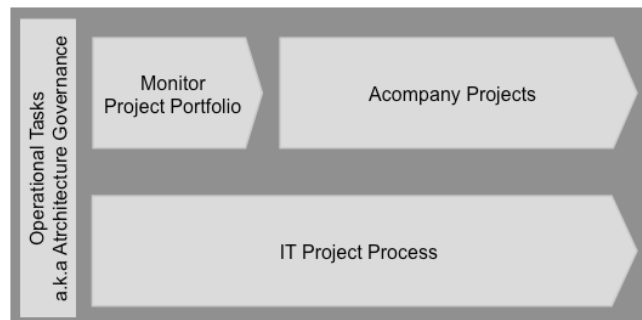 Operational Tasks
a.k.a Atrchitecture Governance
Monitor
Project Portfolio
Acompany Projects
IT Project Process